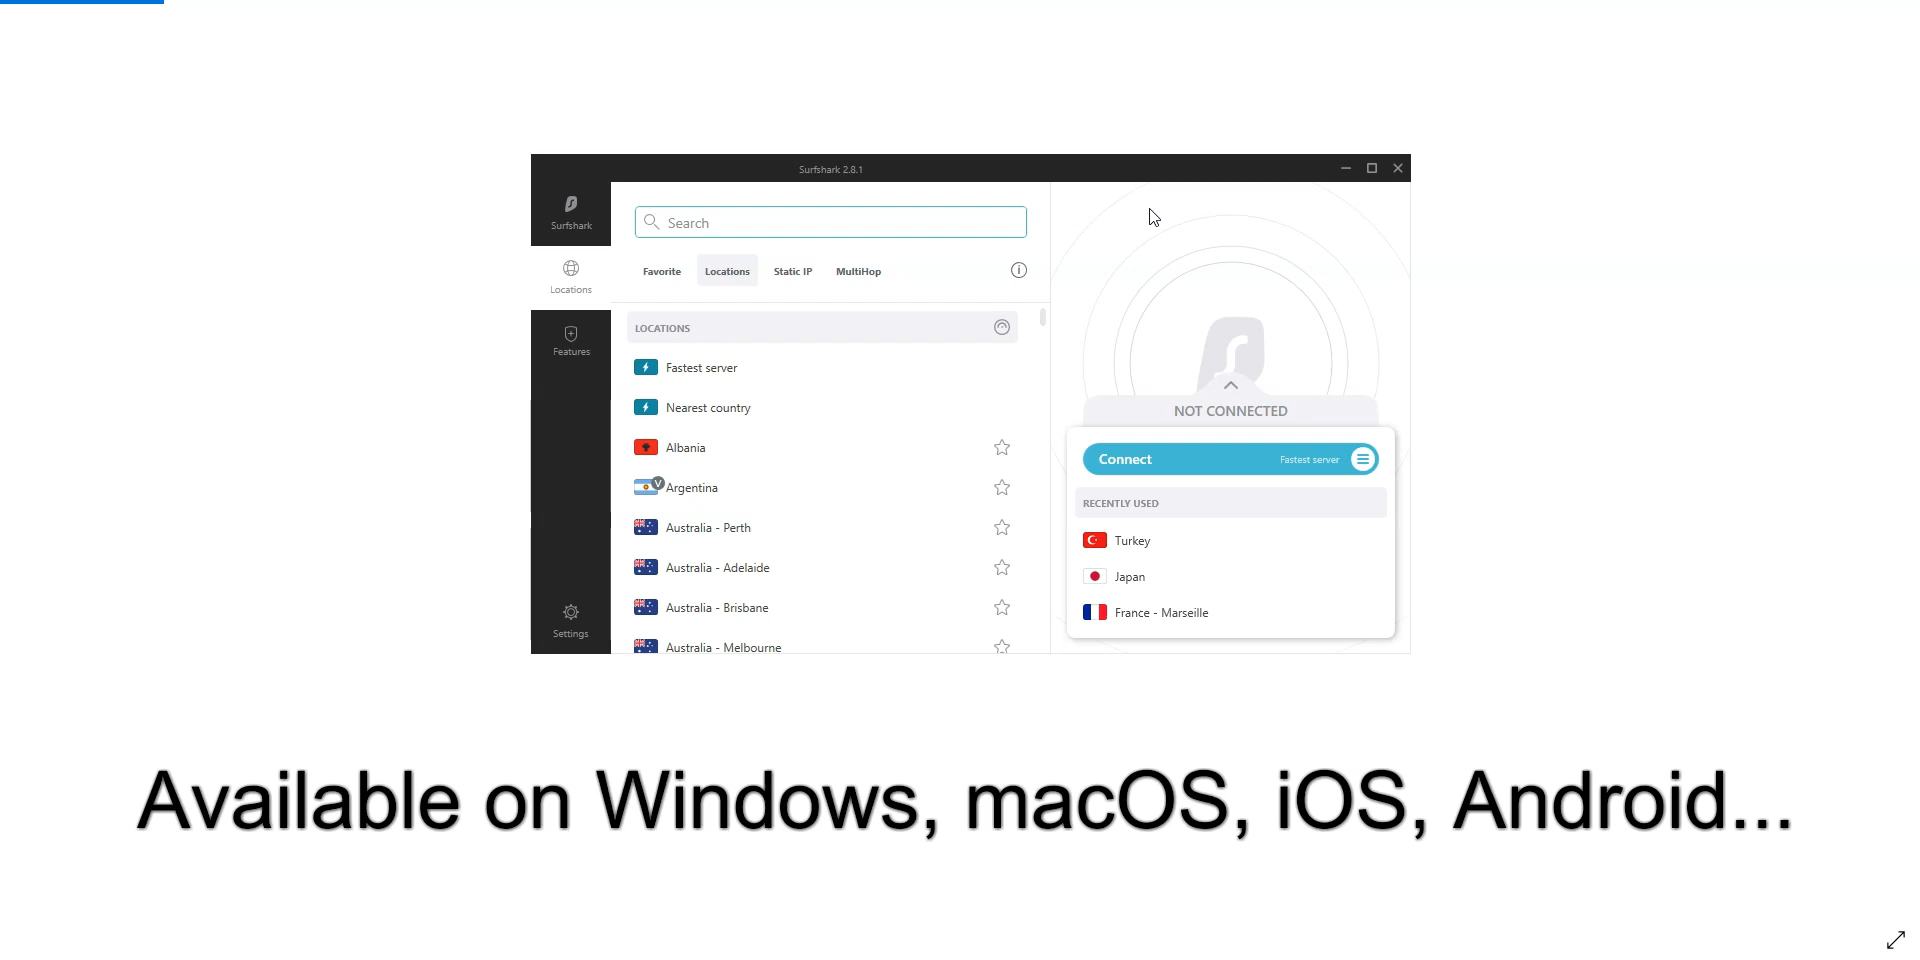 Surfshark 2.8.1
Surfshark
Locations
Features
Settings
Search
Favorite Locations Static IP MultiHop
LOCATIONS
Fastest server
Nearest country
Albania
V Argentina
Australia - Perth
Australia - Adelaide
Australia - Brisbane
Australia - Melbourne
NOT CONNECTED
Connect Fastest server
RECENTLY USED
Turkey
Japan
France - Marseille
Available on Windows, macOS, iOS, Android...